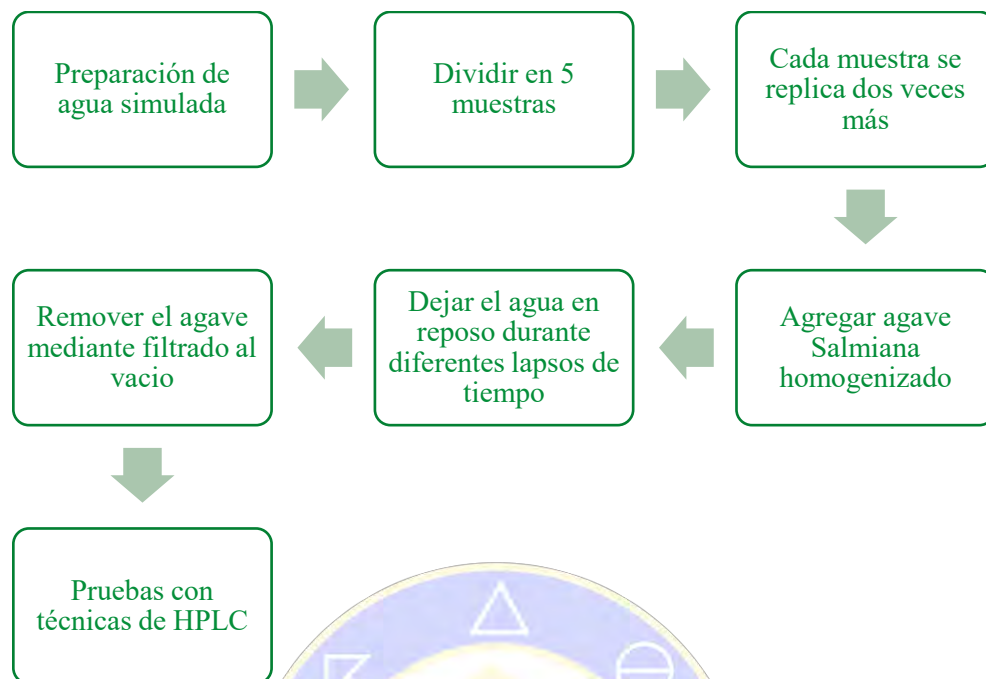 Preparación de
agua simulada
Dividir en 5
muestras
Cada muestra se
replica dos veces
más
Agregar agave
Salmiana
homogenizado
Dejar el agua en
reposo durante
diferentes lapsos de
tiempo
Remover el agave
mediante filtrado al
vacio
Pruebas con
técnicas de HPLC